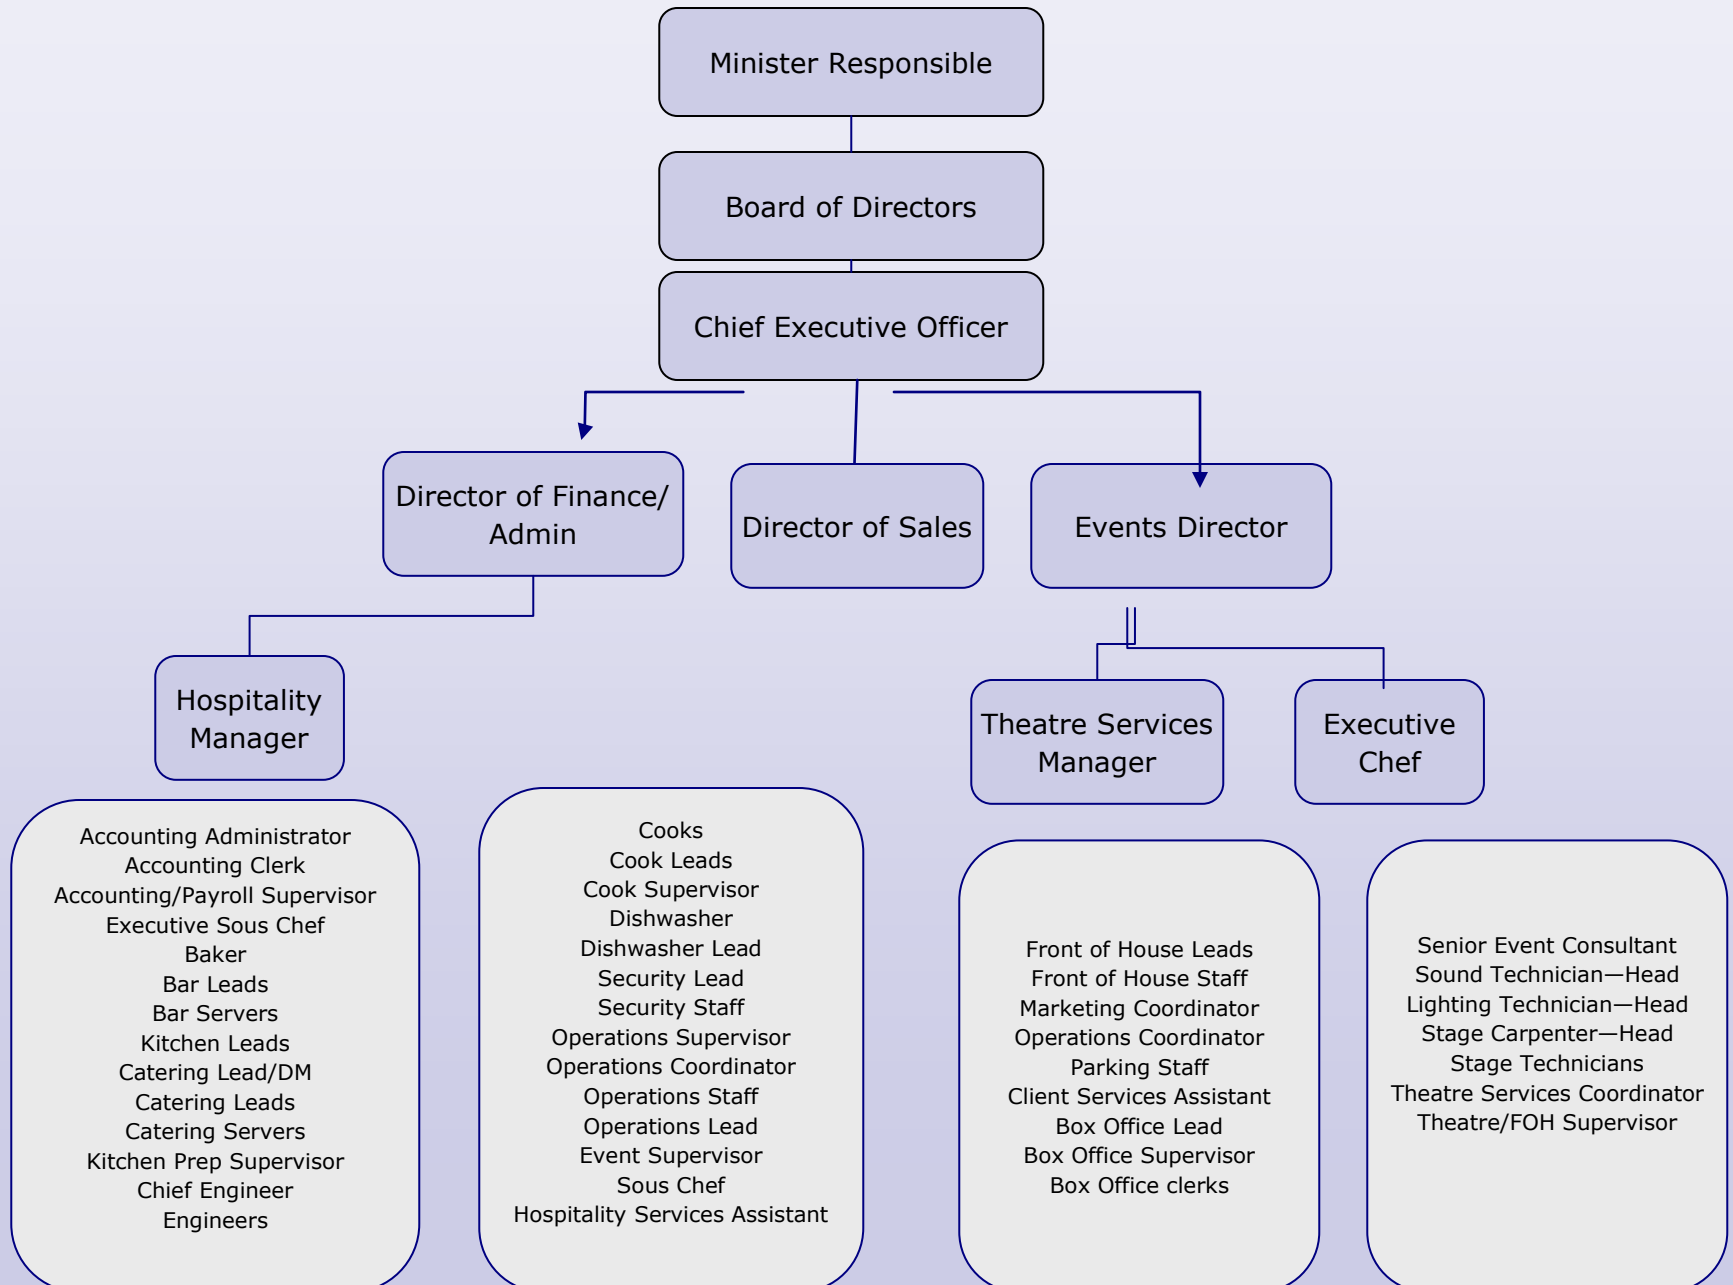 Minister Responsible
Board of Directors
Chief Executive Officer
Director of Finance/
Admin
Director of Sales
Events Director
Hospitality
Manager
Theatre Services
Manager
Executive
Chef
Accounting Administrator
Accounting Clerk
Accounting/Payroll Supervisor
Executive Sous Chef
Baker
Bar Leads
Bar Servers
Kitchen Leads
Catering Lead/DM
Catering Leads
Catering Servers
Kitchen Prep Supervisor
Chief Engineer
Engineers
Cooks
Cook Leads
Cook Supervisor
Dishwasher
Dishwasher Lead
Security Lead
Security Staff
Operations Supervisor
Operations Coordinator
Operations Staff
Operations Lead
Event Supervisor
Sous Chef
Hospitality Services Assistant
Front of House Leads
Front of House Staff
Marketing Coordinator
Operations Coordinator
Parking Staff
Client Services Assistant
Box Office Lead
Box Office Supervisor
Box Office clerks
Senior Event Consultant
Sound Technician—Head
Lighting Technician—Head
Stage Carpenter—Head
Stage Technicians
Theatre Services Coordinator
Theatre/FOH Supervisor